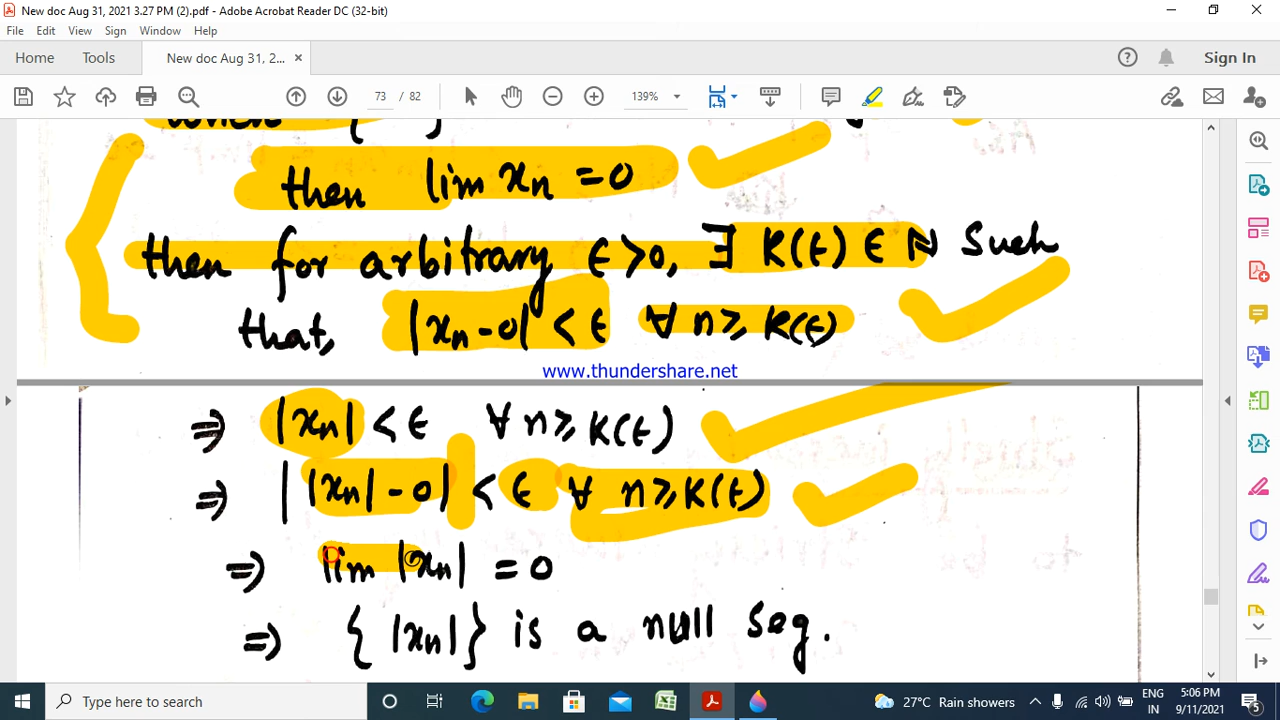 New doc Aug 31, 2021 3.27 PM (2).pdf - Adobe Acrobat Reader DC (32-bit)
File Edit View Sign Window Help
Home Tools New doc Aug 31, 2... × Sign In
73 / 82 139%
then lim xn = 0
then for arbitrary ϵ > 0, ∃ K(ϵ) ∈ ℕ Such
that, |xn - 0| < ϵ ∀ n ≥ K(ϵ)
www.thundershare.net
⇒ |xn| < ϵ ∀ n ≥ K(ϵ)
⇒ ||xn| - 0| < ϵ ∀ n ≥ K(ϵ)
⇒ lim |xn| = 0
⇒ {|xn|} is a null seq.
Type here to search
27°C Rain showers
ENG
IN
5:06 PM
9/11/2021
5